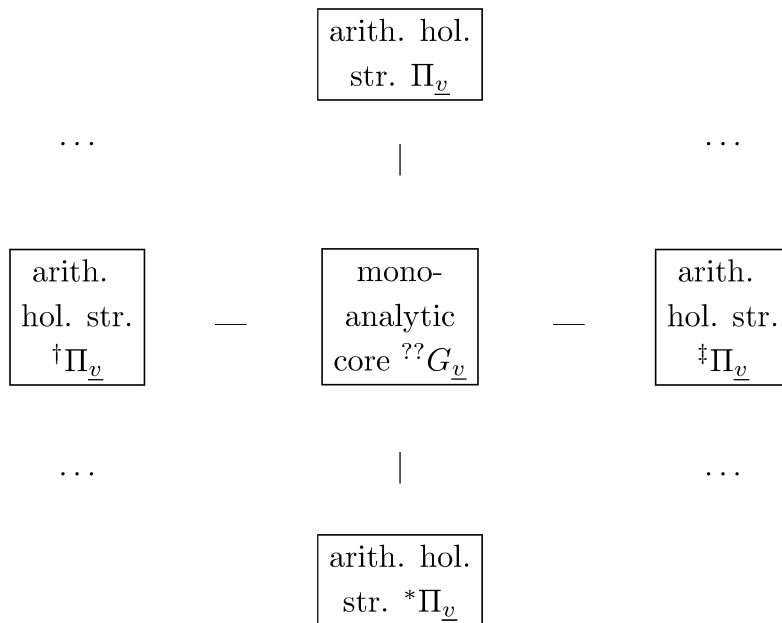 arith. hol.
str. Π_v̲
… …
|
arith.
hol. str.
†Π_v̲
—
mono-
analytic
core ??G_v̲
—
arith.
hol. str.
‡Π_v̲
… …
|
arith. hol.
str. *Π_v̲